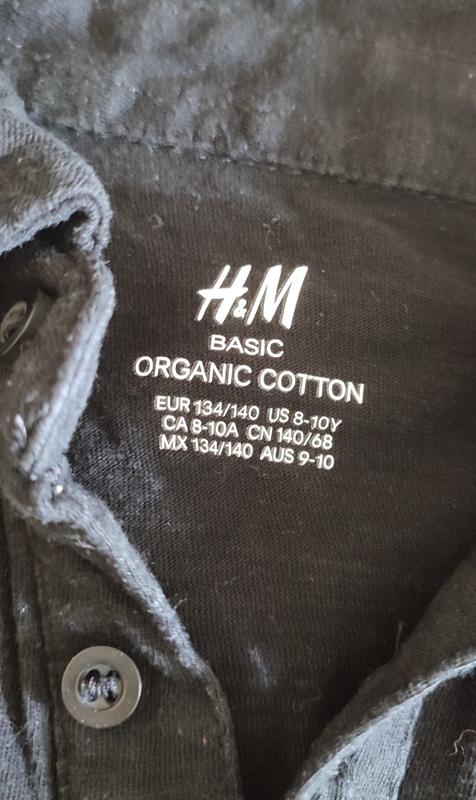 H&M
BASIC
ORGANIC COTTON
EUR 134/140 US 8-10Y
CA 8-10A CN 140/68
MX 134/140 AUS 9-10